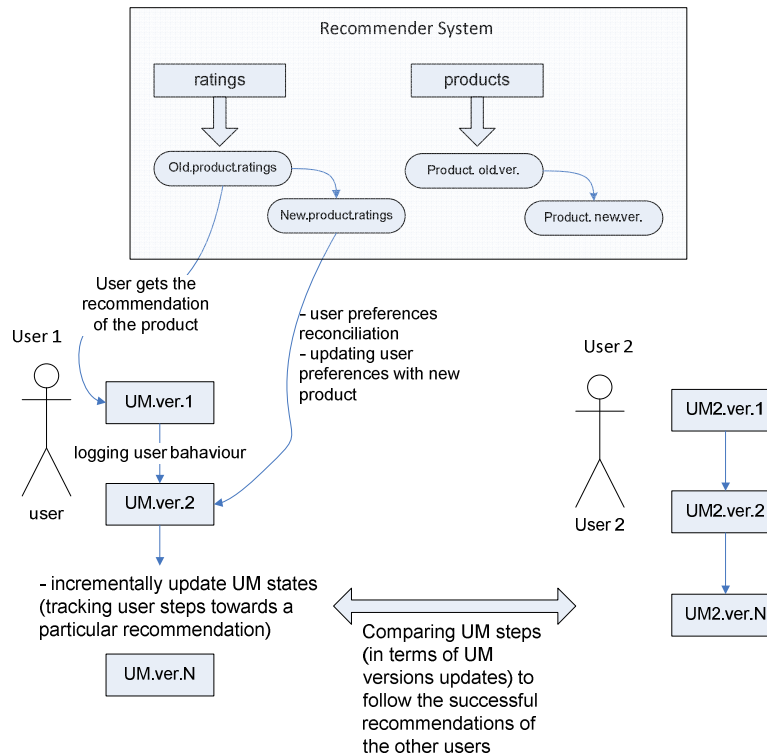 Recommender System
ratings
products
Old.product.ratings
Product. old.ver.
New.product.ratings
Product. new.ver.
User gets the
recommendation
of the product
- user preferences
reconciliation
- updating user
preferences with new
product
User 1
User 2
UM.ver.1
UM2.ver.1
logging user bahaviour
UM.ver.2
UM2.ver.2
user
User 2
- incrementally update UM states
(tracking user steps towards a
particular recommendation)
UM2.ver.N
Comparing UM steps
(in terms of UM
versions updates) to
follow the successful
recommendations of
the other users
UM.ver.N